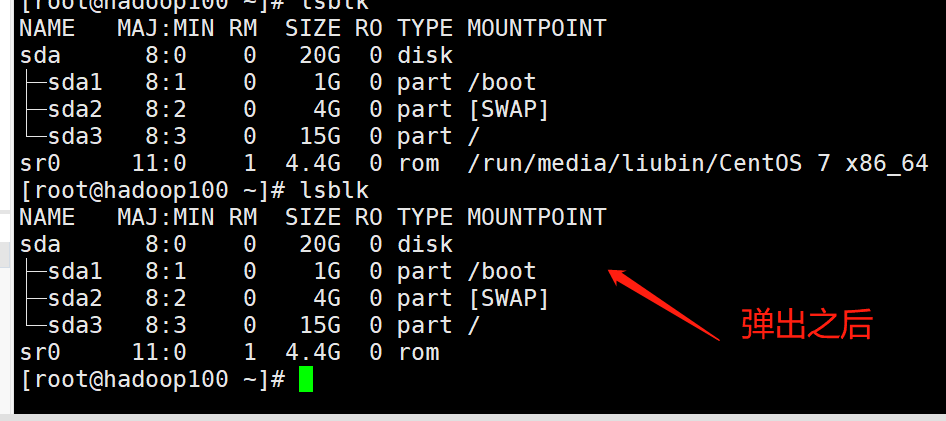 [root@hadoop100 ~]# lsblk
NAME   MAJ:MIN RM  SIZE RO TYPE MOUNTPOINT
sda      8:0    0   20G  0 disk
├─sda1   8:1    0    1G  0 part /boot
├─sda2   8:2    0    4G  0 part [SWAP]
└─sda3   8:3    0   15G  0 part /
sr0     11:0    1  4.4G  0 rom  /run/media/liubin/CentOS 7 x86_64
[root@hadoop100 ~]# lsblk
NAME   MAJ:MIN RM  SIZE RO TYPE MOUNTPOINT
sda      8:0    0   20G  0 disk
├─sda1   8:1    0    1G  0 part /boot
├─sda2   8:2    0    4G  0 part [SWAP]
└─sda3   8:3    0   15G  0 part /
弹出之后
sr0     11:0    1  4.4G  0 rom
[root@hadoop100 ~]#